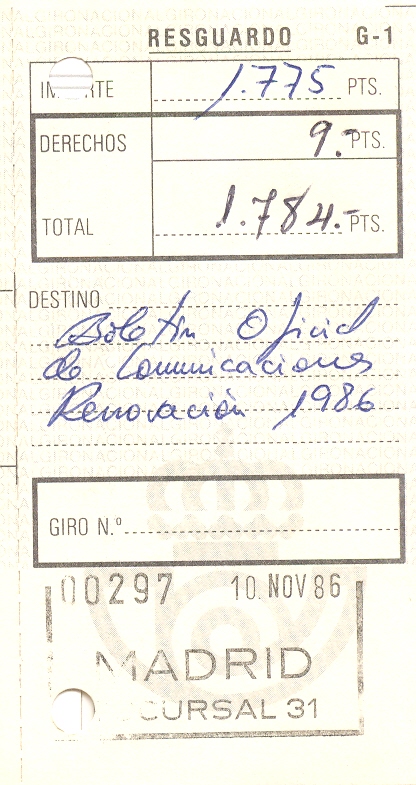 RESGUARDO G-1
IMPORTE 1.775 PTS.
DERECHOS 9.- PTS.
TOTAL 1.784.- PTS.
DESTINO
Boletín Oficial
de Comunicaciones
Renovación 1986
GIRO N.º
00297 10 NOV 86
MADRID
SUCURSAL 31